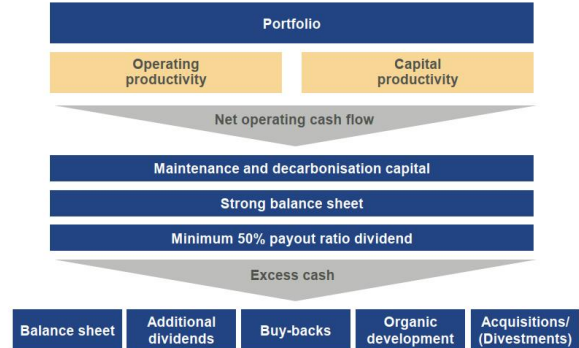 Portfolio
Operating
productivity
Capital
productivity
Net operating cash flow
Maintenance and decarbonisation capital
Strong balance sheet
Minimum 50% payout ratio dividend
Excess cash
Balance sheet
Additional
dividends
Buy-backs
Organic
development
Acquisitions/
(Divestments)